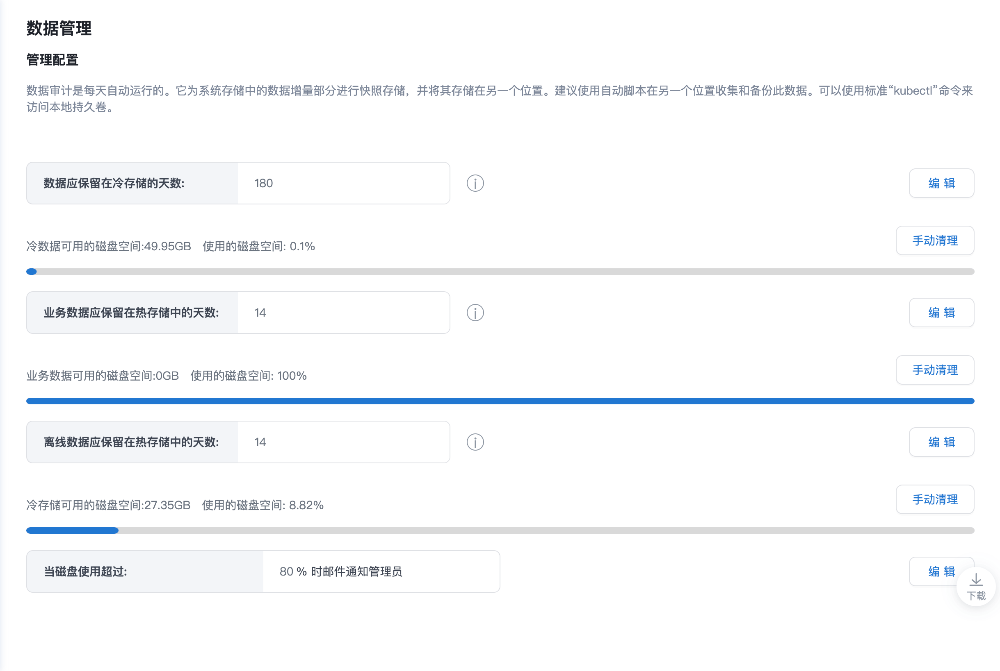 数据管理
管理配置
数据审计是每天自动运行的。它为系统存储中的数据增量部分进行快照存储，并将其存储在另一个位置。建议使用自动脚本在另一个位置收集和备份此数据。可以使用标准“kubectl”命令来
访问本地持久卷。
数据应保留在冷存储的天数: 180 编 辑
冷数据可用的磁盘空间:49.95GB 使用的磁盘空间: 0.1% 手动清理
业务数据应保留在热存储中的天数: 14 编 辑
业务数据可用的磁盘空间:0GB 使用的磁盘空间: 100% 手动清理
离线数据应保留在热存储中的天数: 14 编 辑
冷存储可用的磁盘空间:27.35GB 使用的磁盘空间: 8.82% 手动清理
当磁盘使用超过: 80 % 时邮件通知管理员 编 辑
下载